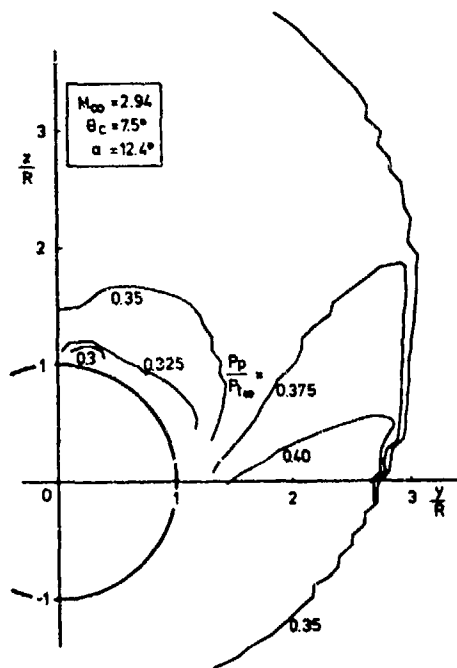 M∞ = 2.94
θc = 7.5°
α = 12.4°
3
z/R
2
0.35
Pp/Pt∞ =
0.375
0.325
0.3
1
0.40
0
1
2
3
y/R
-1
0.35